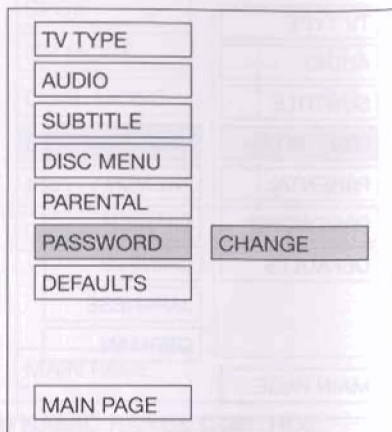 TV TYPE
AUDIO
SUBTITLE
DISC MENU
PARENTAL
PASSWORD CHANGE
DEFAULTS
MAIN PAGE